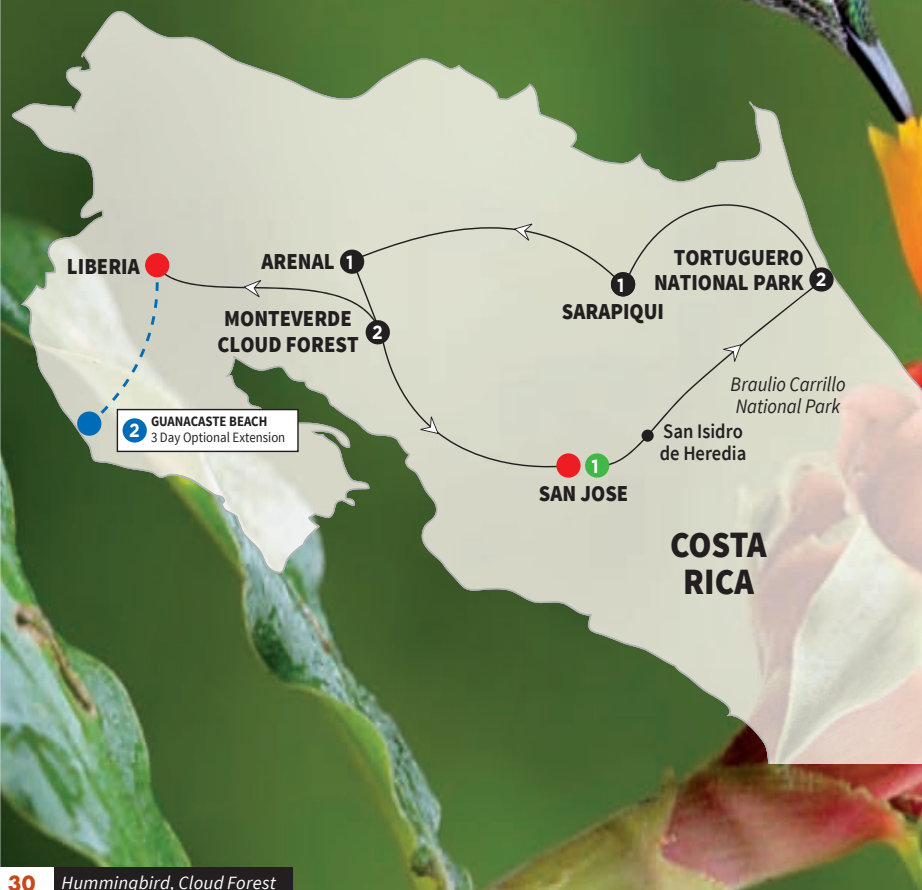 LIBERIA
ARENAL 1
MONTEVERDE
CLOUD FOREST 2
1
SARAPIQUI
TORTUGUERO
NATIONAL PARK 2
Braulio Carrillo
National Park
San Isidro
de Heredia
1
SAN JOSE
2 GUANACASTE BEACH
3 Day Optional Extension
COSTA
RICA
30 Hummingbird, Cloud Forest